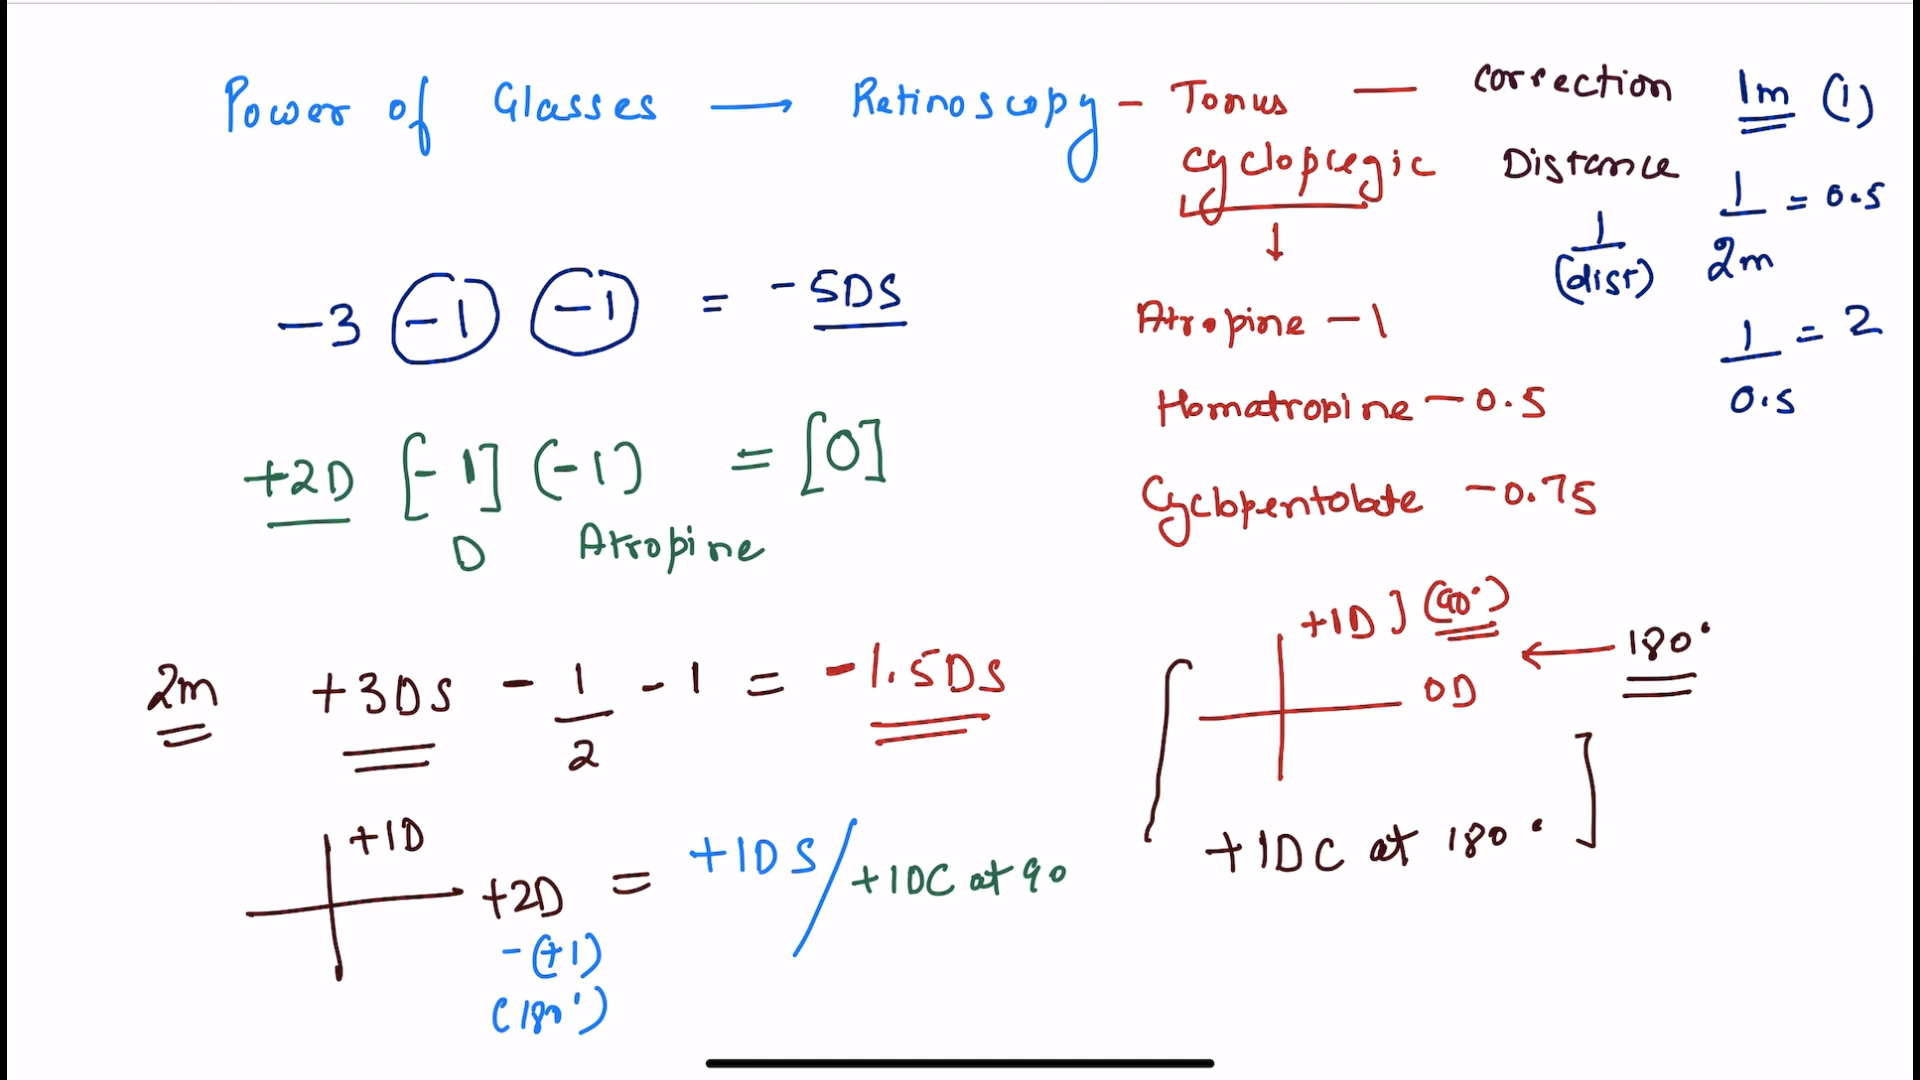 Power of Glasses → Retinoscopy - Tonus — correction 1m (1)
Cycloplegic Distance
↓
1/(dist) 1/2m = 0.5
1/0.5 = 2
-3 (-1) (-1) = -5DS
Atropine - 1
Homatropine - 0.5
Cyclopentolate - 0.75
+2D [-1] (-1) = [0]
D Atropine
2m +3DS - 1/2 - 1 = -1.5DS
+1D] (90°)
0D ← 180°
[+1DC at 180°]
+1D
+2D = +1DS / +1DC at 90
-(+1)
(180°)